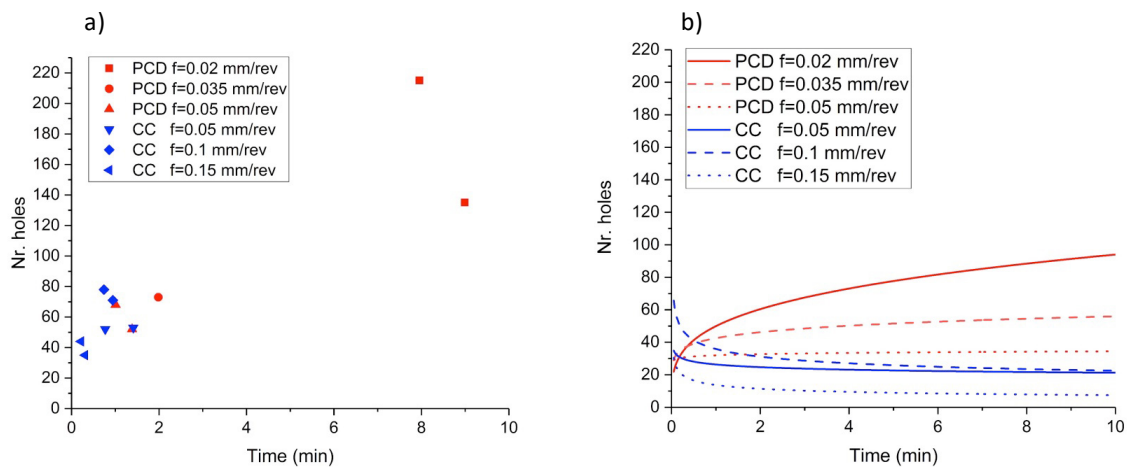 a)
220
200
180
160
140
120
100
80
60
40
20
0
Nr. holes
PCD f=0.02 mm/rev
PCD f=0.035 mm/rev
PCD f=0.05 mm/rev
CC f=0.05 mm/rev
CC f=0.1 mm/rev
CC f=0.15 mm/rev
0 2 4 6 8 10
Time (min)
b)
220
200
180
160
140
120
100
80
60
40
20
0
Nr. holes
PCD f=0.02 mm/rev
PCD f=0.035 mm/rev
PCD f=0.05 mm/rev
CC f=0.05 mm/rev
CC f=0.1 mm/rev
CC f=0.15 mm/rev
0 2 4 6 8 10
Time (min)